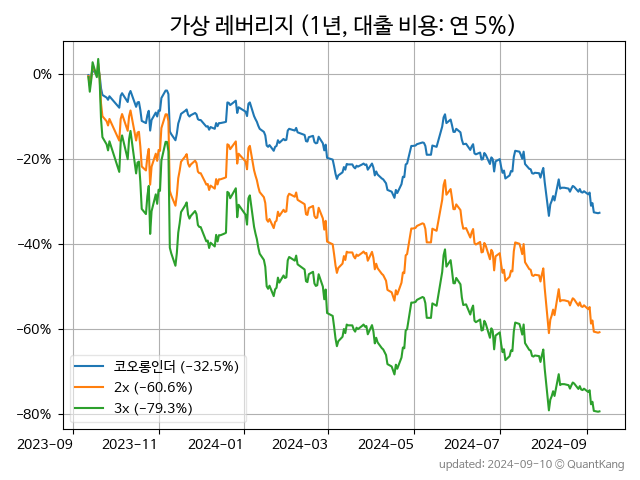 가상 레버리지 (1년, 대출 비용: 연 5%)
0%
−20%
−40%
−60%
−80%
코오롱인더 (−32.5%)
2x (−60.6%)
3x (−79.3%)
2023−09 2023−11 2024−01 2024−03 2024−05 2024−07 2024−09
updated: 2024−09−10 © QuantKang